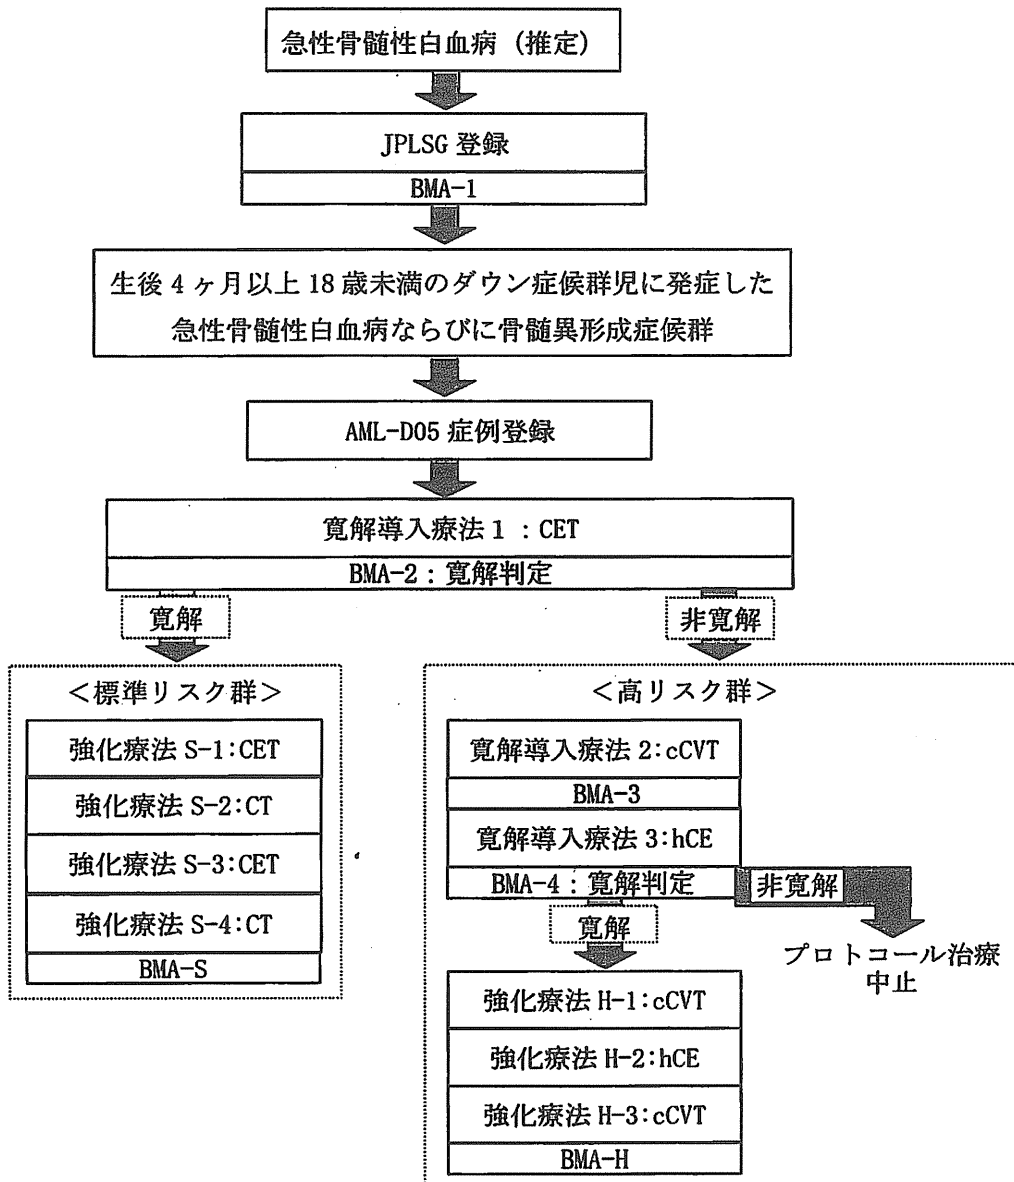 急性骨髄性白血病（推定）
JPLSG 登録
BMA-1
生後 4 ヶ月以上 18 歳未満のダウン症候群児に発症した
急性骨髄性白血病ならびに骨髄異形成症候群
AML-D05 症例登録
寛解導入療法 1 ：CET
BMA-2：寛解判定
寛解
非寛解
＜標準リスク群＞
強化療法 S-1:CET
強化療法 S-2:CT
強化療法 S-3:CET
強化療法 S-4:CT
BMA-S
＜高リスク群＞
寛解導入療法 2:cCVT
BMA-3
寛解導入療法 3:hCE
BMA-4：寛解判定
非寛解
寛解
プロトコール治療
中止
強化療法 H-1:cCVT
強化療法 H-2:hCE
強化療法 H-3:cCVT
BMA-H